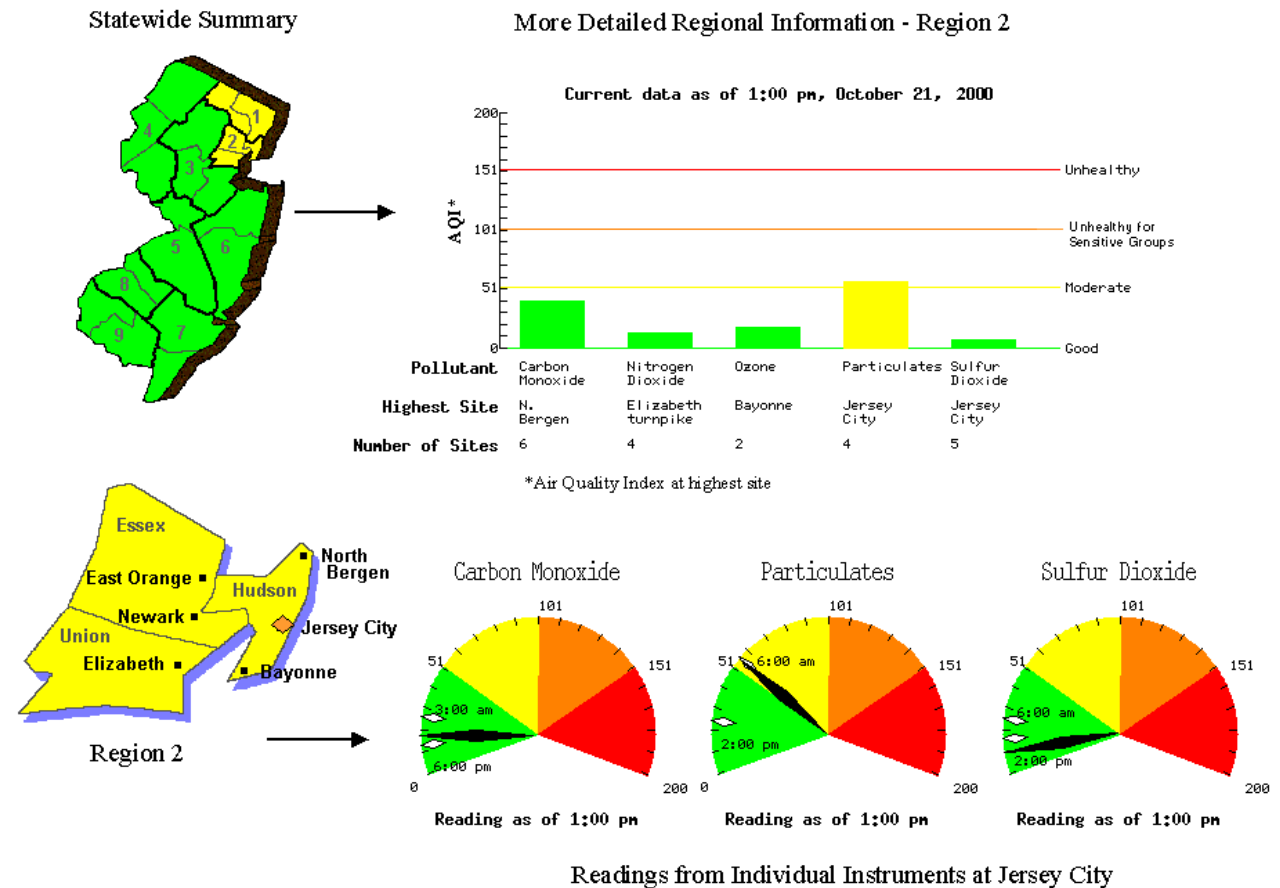 Statewide Summary
More Detailed Regional Information - Region 2
1
2
3
4
5
6
7
8
9
Current data as of 1:00 pm, October 21, 2000
AQI*
200
151
101
51
0
Unhealthy
Unhealthy for
Sensitive Groups
Moderate
Good
Pollutant
Carbon
Monoxide
Nitrogen
Dioxide
Ozone
Particulates
Sulfur
Dioxide
Highest Site
N.
Bergen
Elizabeth
turnpike
Bayonne
Jersey
City
Jersey
City
Number of Sites
6
4
2
4
5
*Air Quality Index at highest site
Essex
East Orange
Newark
Union
Elizabeth
Hudson
North
Bergen
Jersey City
Bayonne
Region 2
Carbon Monoxide
101
51
151
3:00 am
6:00 pm
0
200
Reading as of 1:00 pm
Particulates
101
51
151
6:00 am
2:00 pm
0
200
Reading as of 1:00 pm
Sulfur Dioxide
101
51
151
6:00 am
2:00 pm
0
200
Reading as of 1:00 pm
Readings from Individual Instruments at Jersey City